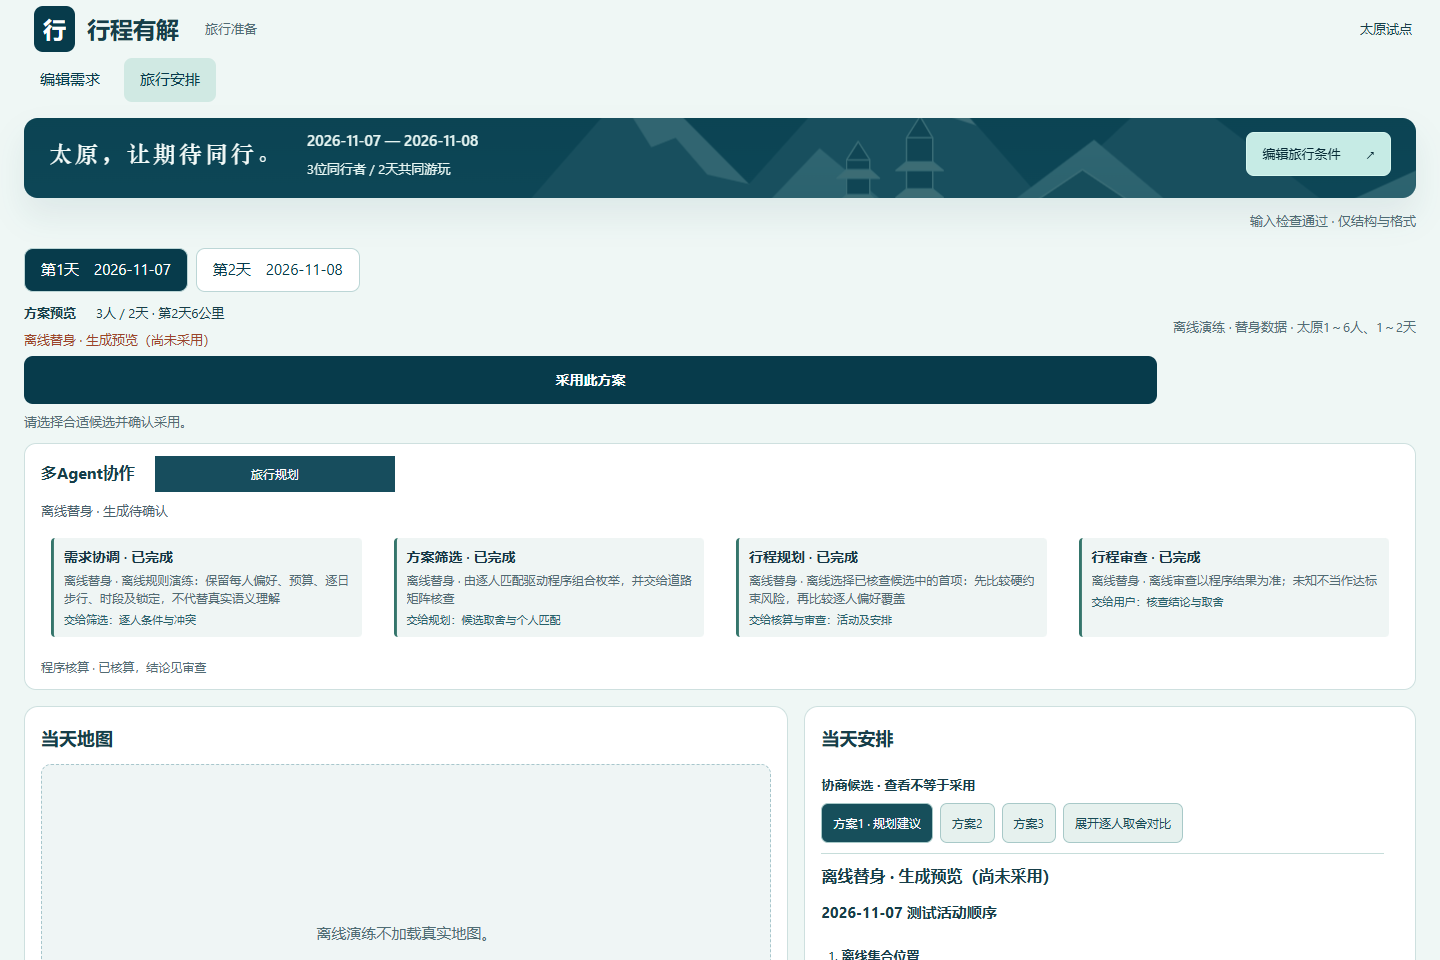 行 行程有解 旅行准备 太原试点
编辑需求 旅行安排
太原，让期待同行。
2026-11-07 — 2026-11-08
3位同行者 / 2天共同游玩
编辑旅行条件 ↗
输入检查通过 · 仅结构与格式
第1天 2026-11-07 第2天 2026-11-08
方案预览 3人 / 2天 · 第2天6公里
离线替身 · 生成预览（尚未采用）
离线演练 · 替身数据 · 太原1～6人、1～2天
采用此方案
请选择合适候选并确认采用。
多Agent协作 旅行规划
离线替身 · 生成待确认
需求协调 · 已完成
离线替身 · 离线规则演练：保留每人偏好、预算、逐日
步行、时段及锁定，不代替真实语义理解
交给筛选：逐人条件与冲突
方案筛选 · 已完成
离线替身 · 由逐人匹配驱动程序组合枚举，并交给道路
矩阵核查
交给规划：候选取舍与个人匹配
行程规划 · 已完成
离线替身 · 离线选择已核查候选中的首项：先比较硬约
束风险，再比较逐人偏好覆盖
交给核算与审查：活动及安排
行程审查 · 已完成
离线替身 · 离线审查以程序结果为准；未知不当作达标
交给用户：核查结论与取舍
程序核算 · 已核算，结论见审查
当天地图
离线演练不加载真实地图。
当天安排
协商候选 · 查看不等于采用
方案1 · 规划建议 方案2 方案3 展开逐人取舍对比
离线替身 · 生成预览（尚未采用）
2026-11-07 测试活动顺序
1. 离线集合位置